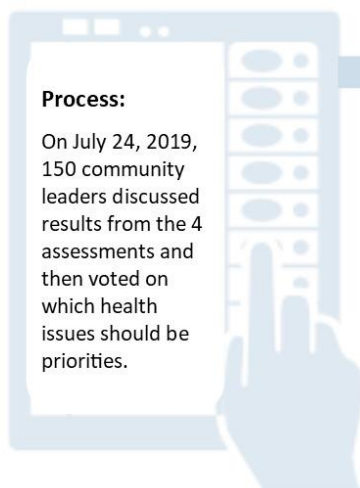 Process:
On July 24, 2019,
150 community
leaders discussed
results from the 4
assessments and
then voted on
which health
issues should be
priorities.